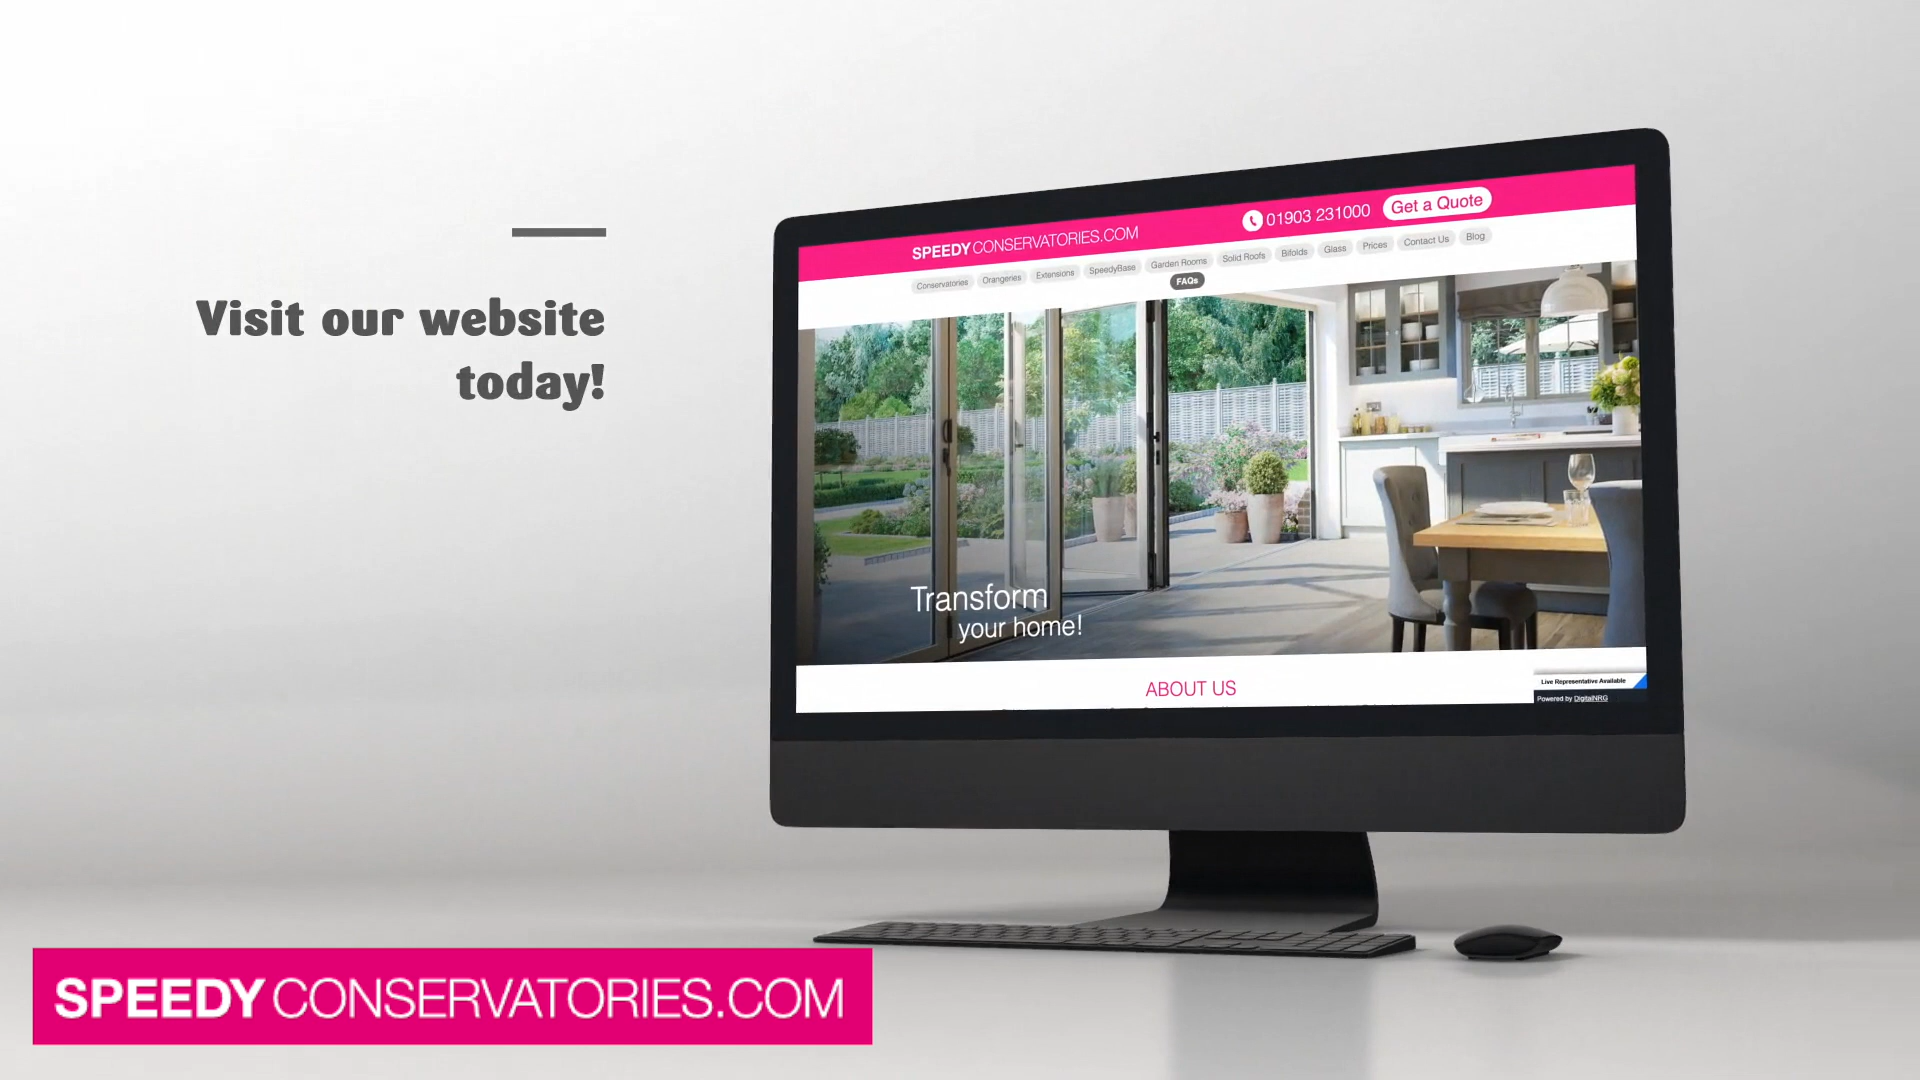 Visit our website
today!
SPEEDYCONSERVATORIES.COM
01903 231000
Get a Quote
Conservatories
Orangeries
Extensions
SpeedyBase
Garden Rooms
Solid Roofs
Bifolds
Glass
Prices
Contact Us
Blog
FAQs
Transform
your home!
ABOUT US
Live Representative Available
Powered by DigitalNRG
SPEEDYCONSERVATORIES.COM